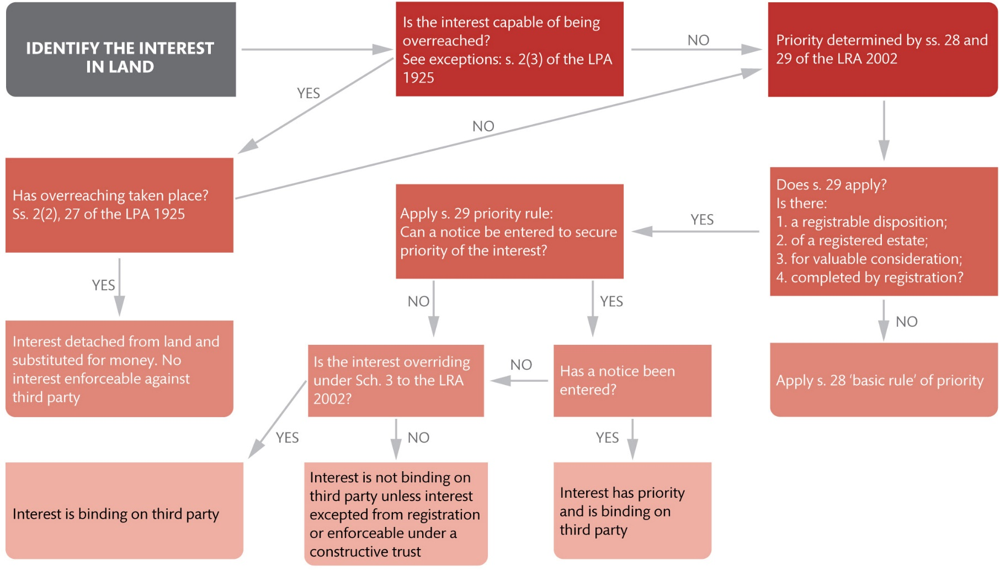 IDENTIFY THE INTEREST
IN LAND
Is the interest capable of being
overreached?
See exceptions: s. 2(3) of the LPA
1925
NO
Priority determined by ss. 28 and
29 of the LRA 2002
YES
NO
Has overreaching taken place?
Ss. 2(2), 27 of the LPA 1925
Apply s. 29 priority rule:
Can a notice be entered to secure
priority of the interest?
YES
Does s. 29 apply?
Is there:
1. a registrable disposition;
2. of a registered estate;
3. for valuable consideration;
4. completed by registration?
YES
NO
YES
NO
Interest detached from land and
substituted for money. No
interest enforceable against
third party
Is the interest overriding
under Sch. 3 to the LRA
2002?
NO
Has a notice been
entered?
Apply s. 28 ‘basic rule’ of priority
YES
NO
YES
Interest is binding on third party
Interest is not binding on
third party unless interest
excepted from registration
or enforceable under a
constructive trust
Interest has priority
and is binding on
third party